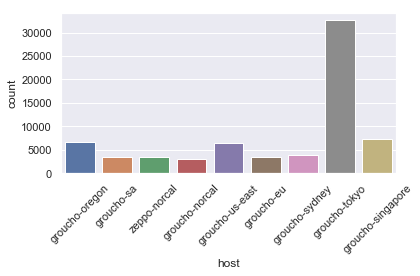 count
30000
25000
20000
15000
10000
5000
0
groucho-oregon
groucho-sa
zeppo-norcal
groucho-norcal
groucho-us-east
groucho-eu
groucho-sydney
groucho-tokyo
groucho-singapore
host